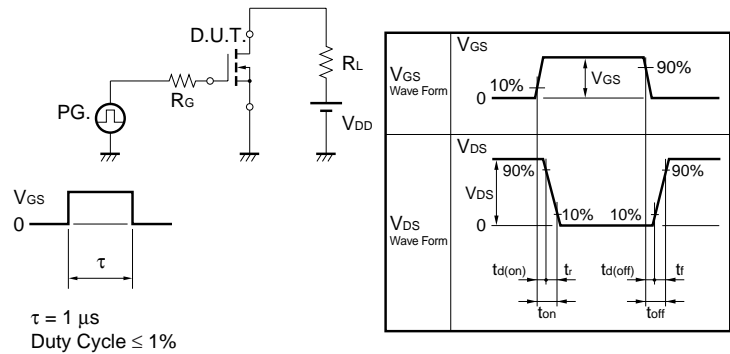 D.U.T.
RL
RG
PG.
VDD
VGS
0
τ
τ = 1 μs
Duty Cycle ≤ 1%
VGS
Wave Form
VGS
10%
VGS
90%
0
VDS
Wave Form
VDS
90%
VDS
90%
10%
10%
0
td(on)
tr
td(off)
tf
ton
toff